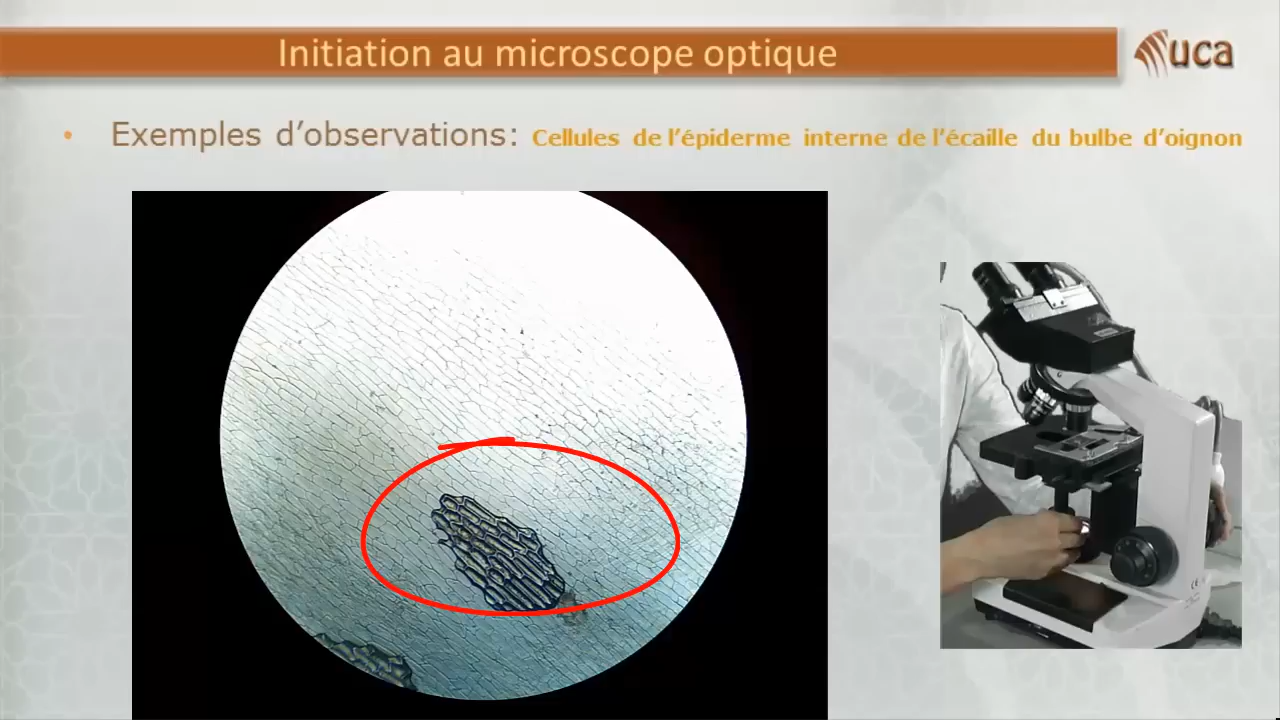 Initiation au microscope optique
uca
• Exemples d’observations: Cellules de l’épiderme interne de l’écaille du bulbe d’oignon